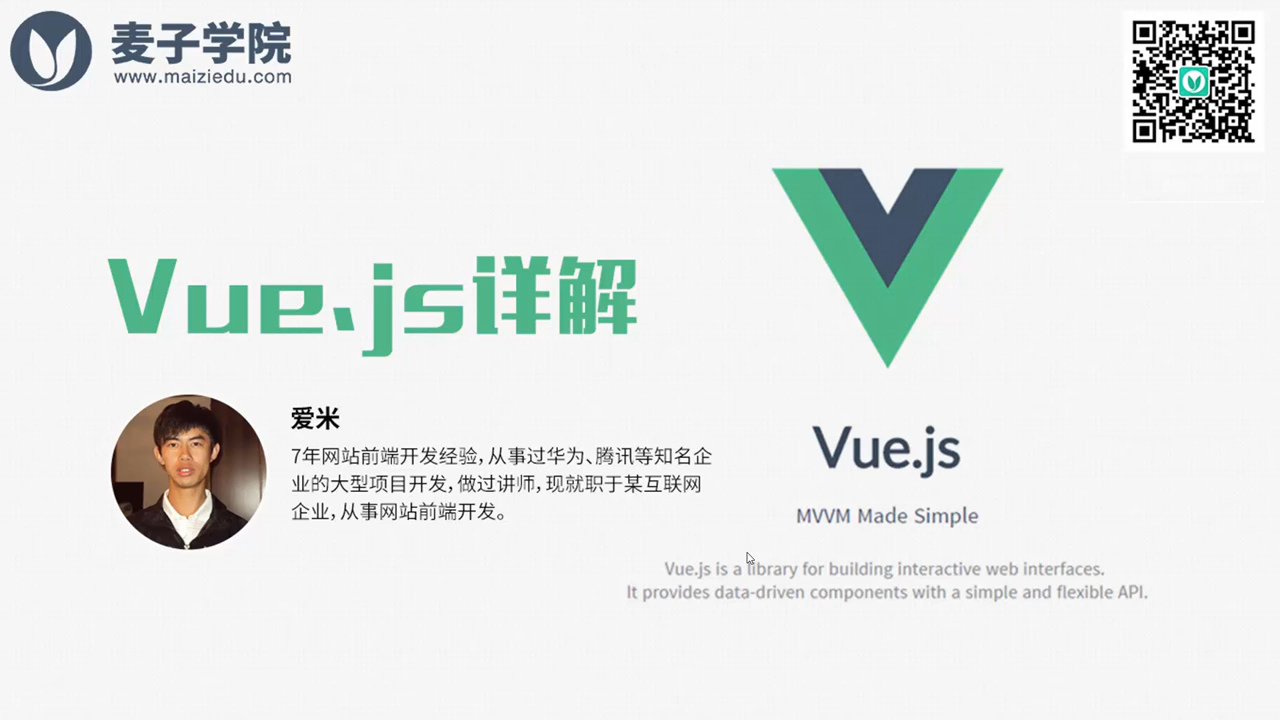 麦子学院
www.maiziedu.com
Vue.js详解
爱米
7年网站前端开发经验，从事过华为、腾讯等知名企
业的大型项目开发，做过讲师，现就职于某互联网
企业，从事网站前端开发。
Vue.js
MVVM Made Simple
Vue.js is a library for building interactive web interfaces.
It provides data-driven components with a simple and flexible API.